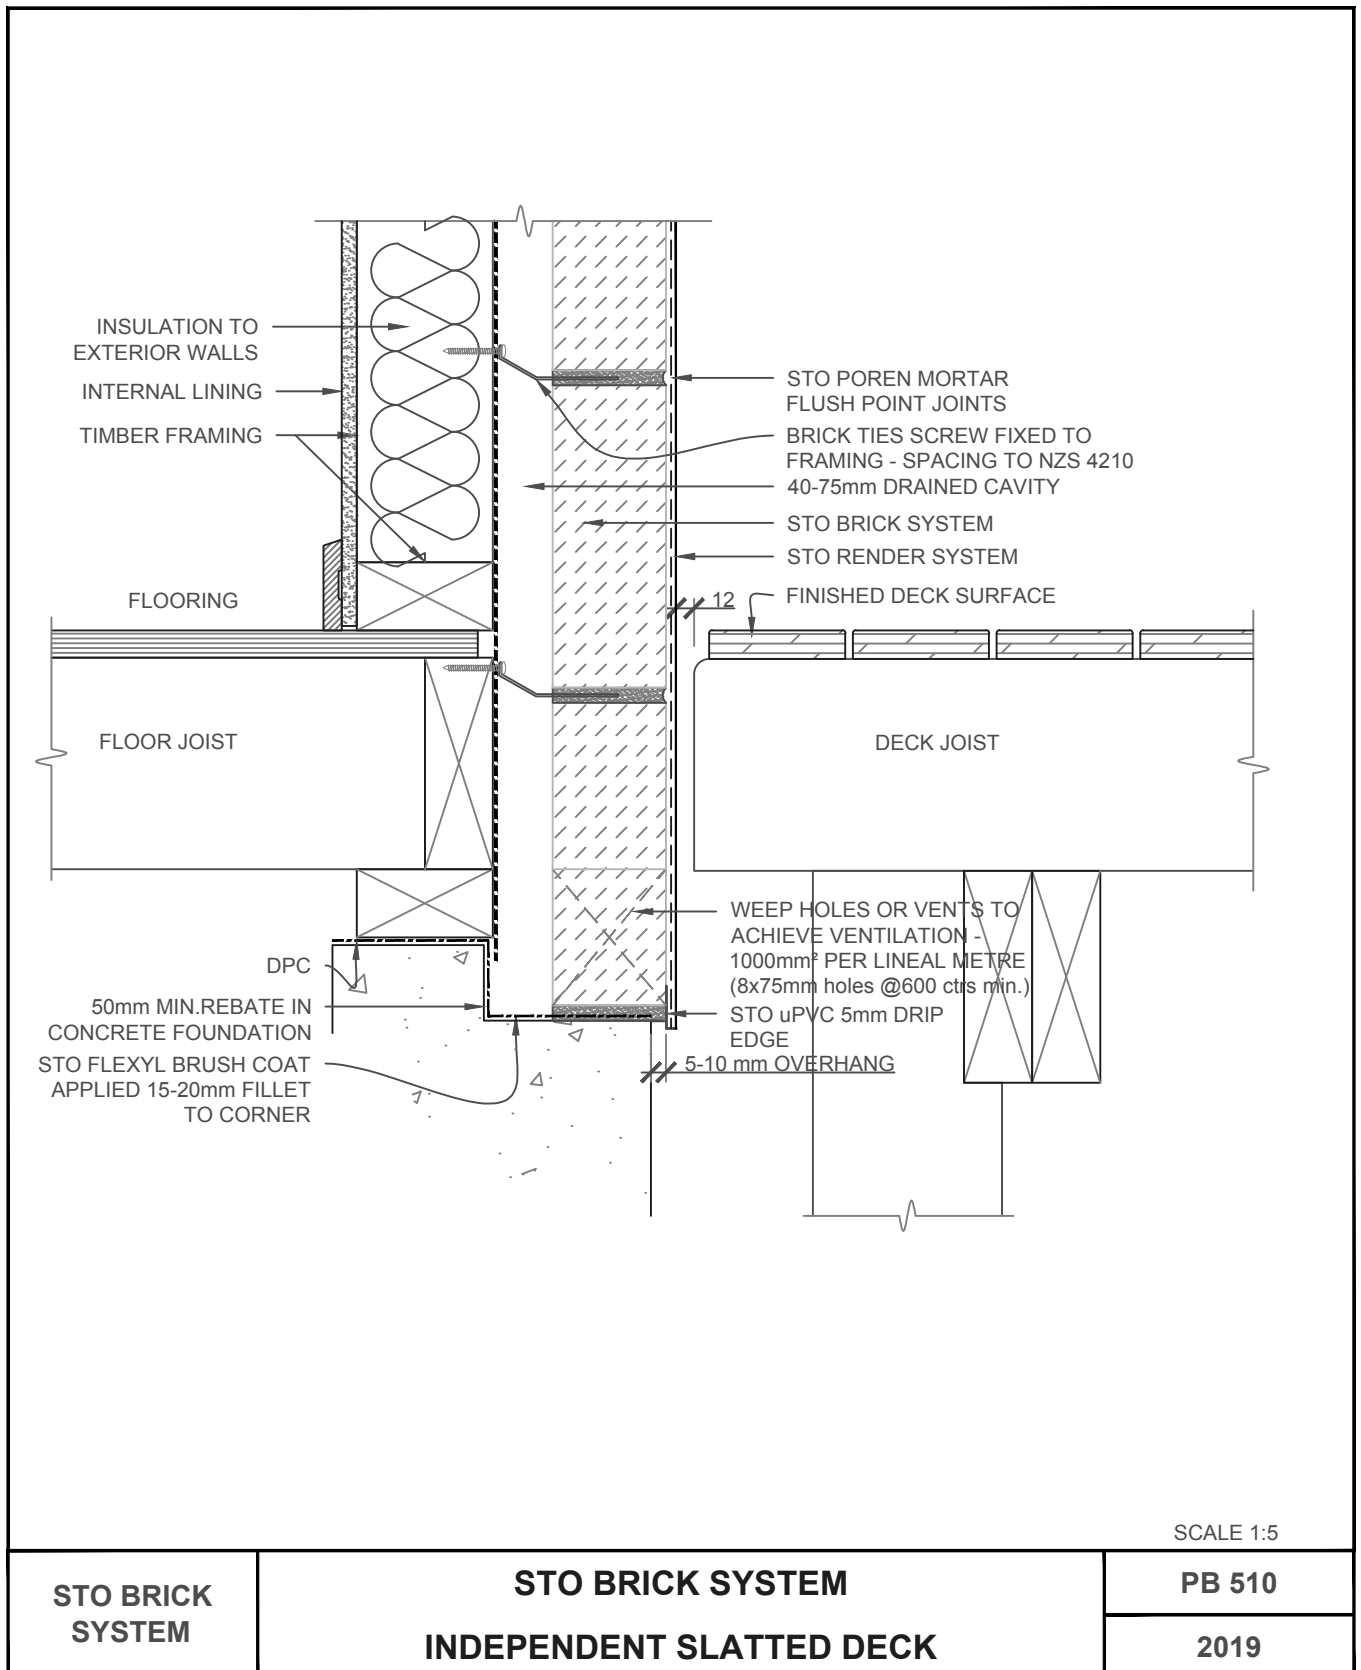 INSULATION TO
EXTERIOR WALLS
INTERNAL LINING
TIMBER FRAMING
FLOORING
FLOOR JOIST
DPC
50mm MIN.REBATE IN
CONCRETE FOUNDATION
STO FLEXYL BRUSH COAT
APPLIED 15-20mm FILLET
TO CORNER
STO POREN MORTAR
FLUSH POINT JOINTS
BRICK TIES SCREW FIXED TO
FRAMING - SPACING TO NZS 4210
40-75mm DRAINED CAVITY
STO BRICK SYSTEM
STO RENDER SYSTEM
12
FINISHED DECK SURFACE
DECK JOIST
WEEP HOLES OR VENTS TO
ACHIEVE VENTILATION -
1000mm² PER LINEAL METRE
(8x75mm holes @600 ctrs min.)
STO uPVC 5mm DRIP
EDGE
5-10 mm OVERHANG
SCALE 1:5
STO BRICK
SYSTEM
STO BRICK SYSTEM
INDEPENDENT SLATTED DECK
PB 510
2019